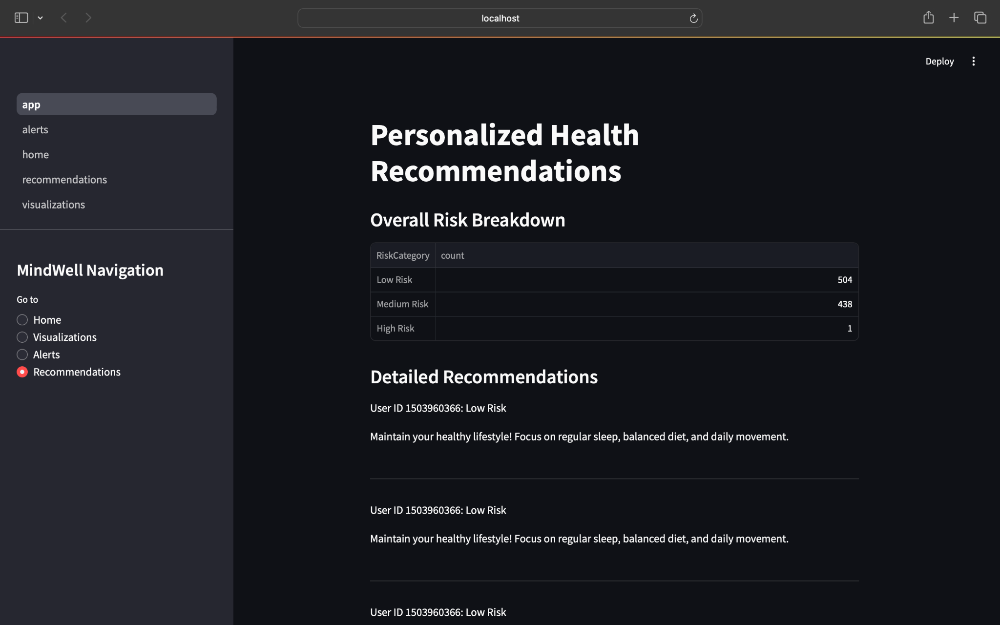 localhost
Deploy
app
alerts
home
recommendations
visualizations
MindWell Navigation
Go to
Home
Visualizations
Alerts
Recommendations
Personalized Health
Recommendations
Overall Risk Breakdown
RiskCategory count
Low Risk 504
Medium Risk 438
High Risk 1
Detailed Recommendations
User ID 1503960366: Low Risk
Maintain your healthy lifestyle! Focus on regular sleep, balanced diet, and daily movement.
User ID 1503960366: Low Risk
Maintain your healthy lifestyle! Focus on regular sleep, balanced diet, and daily movement.
User ID 1503960366: Low Risk